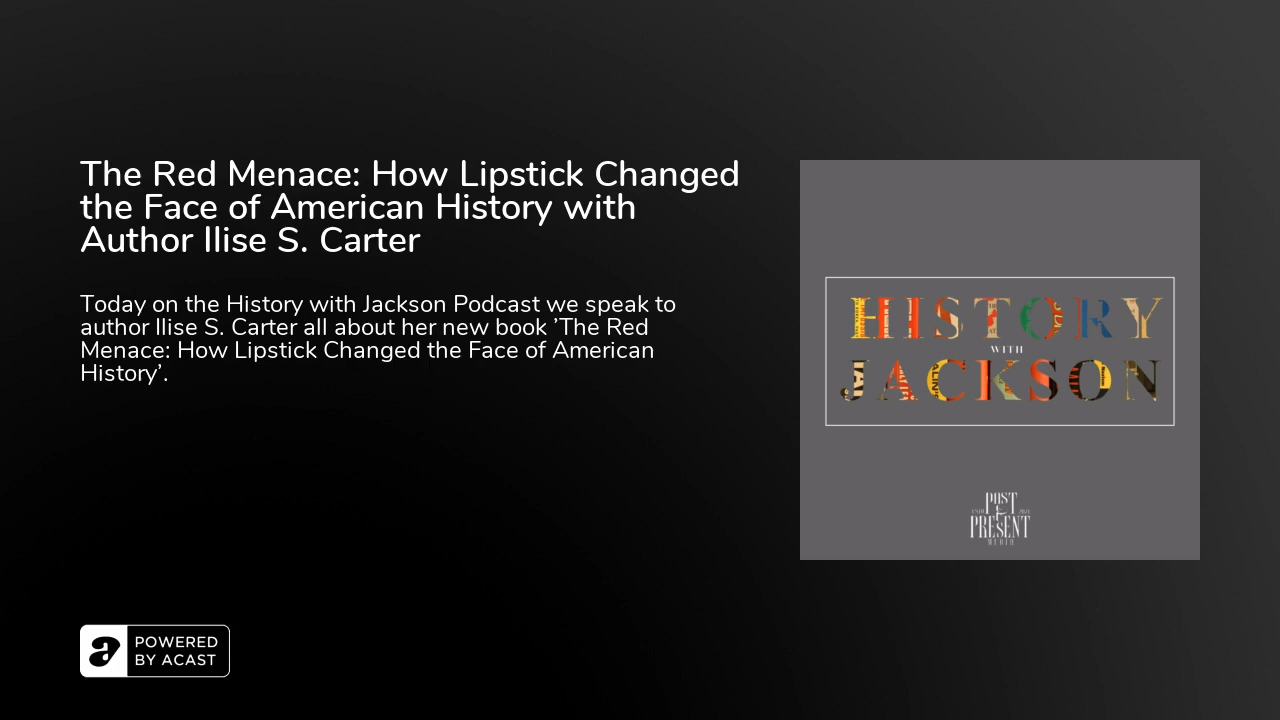 The Red Menace: How Lipstick Changed
the Face of American History with
Author Ilise S. Carter
Today on the History with Jackson Podcast we speak to
author Ilise S. Carter all about her new book ’The Red
Menace: How Lipstick Changed the Face of American
History’.
HISTORY
WITH
JACKSON
PAST
&
PRESENT
MEDIA
POWERED
BY ACAST